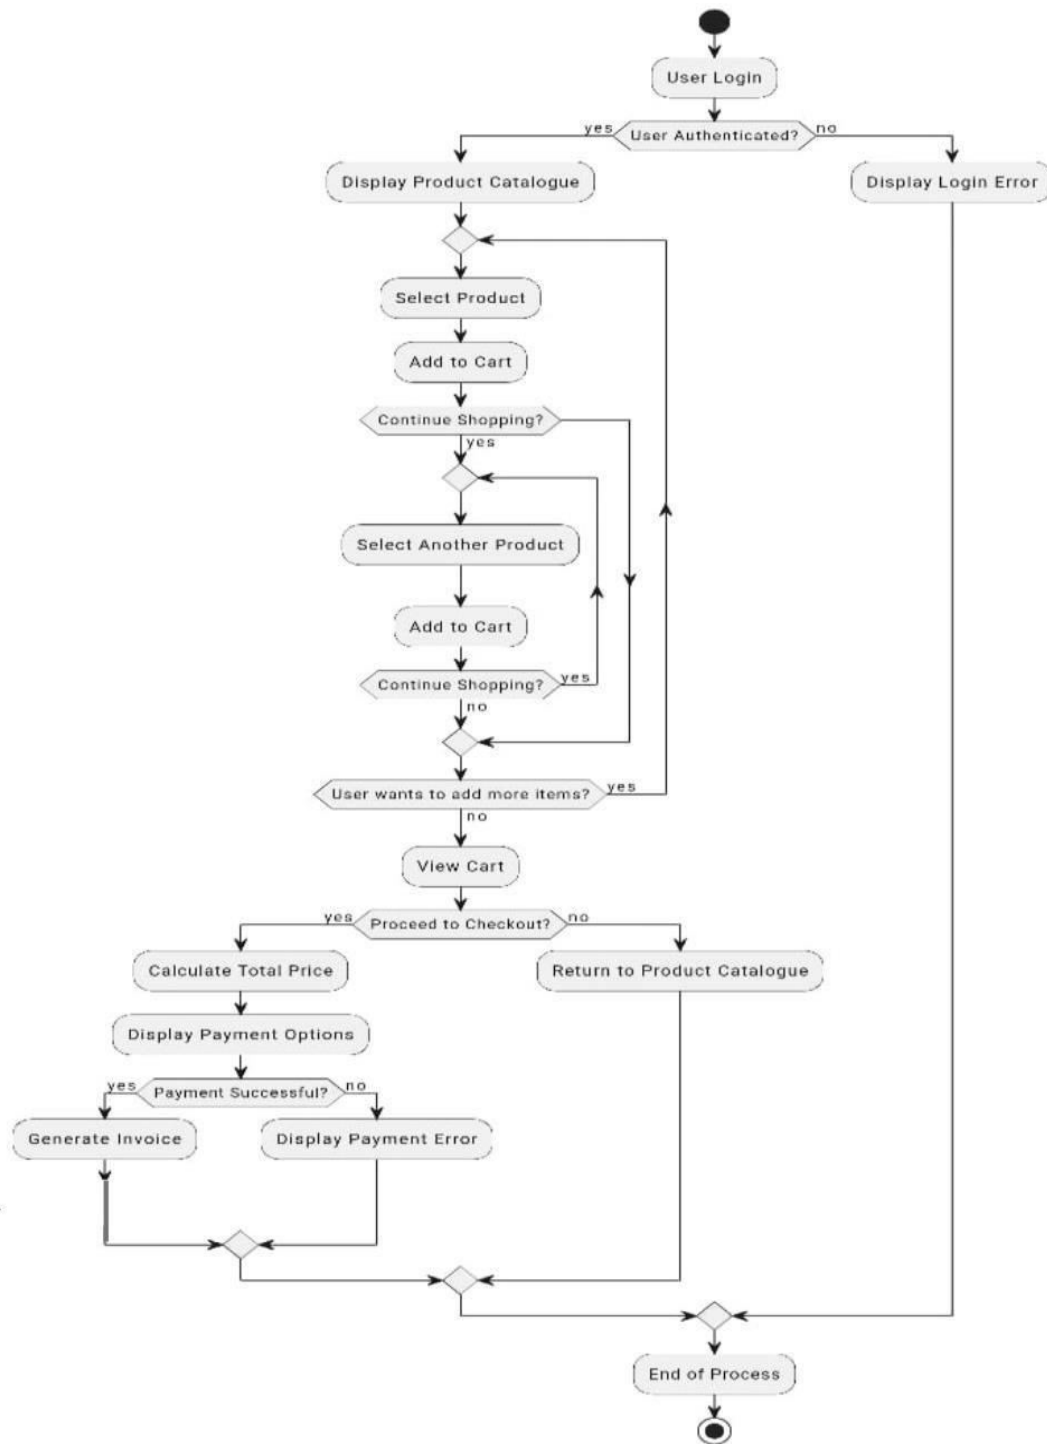 User Login
yes
User Authenticated?
no
Display Product Catalogue
Display Login Error
Select Product
Add to Cart
Continue Shopping?
yes
Select Another Product
Add to Cart
Continue Shopping?
yes
no
User wants to add more items?
yes
no
View Cart
yes
Proceed to Checkout?
no
Calculate Total Price
Return to Product Catalogue
Display Payment Options
yes
Payment Successful?
no
Generate Invoice
Display Payment Error
End of Process